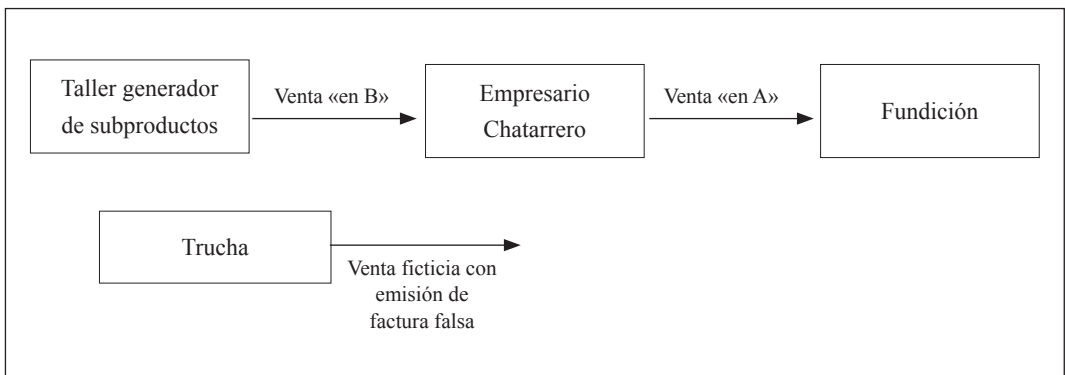 Taller generador
de subproductos
Venta «en B»
Empresario
Chatarrero
Venta «en A»
Fundición
Trucha
Venta ficticia con
emisión de
factura falsa